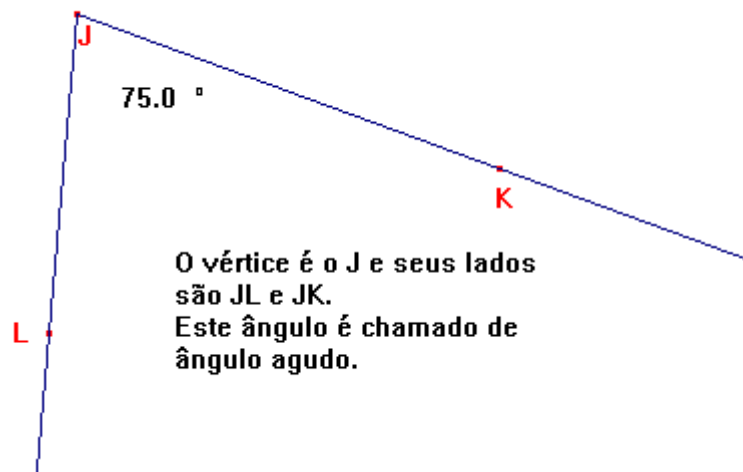 J
75.0 °
K
O vértice é o J e seus lados
são JL e JK.
L
Este ângulo é chamado de
ângulo agudo.